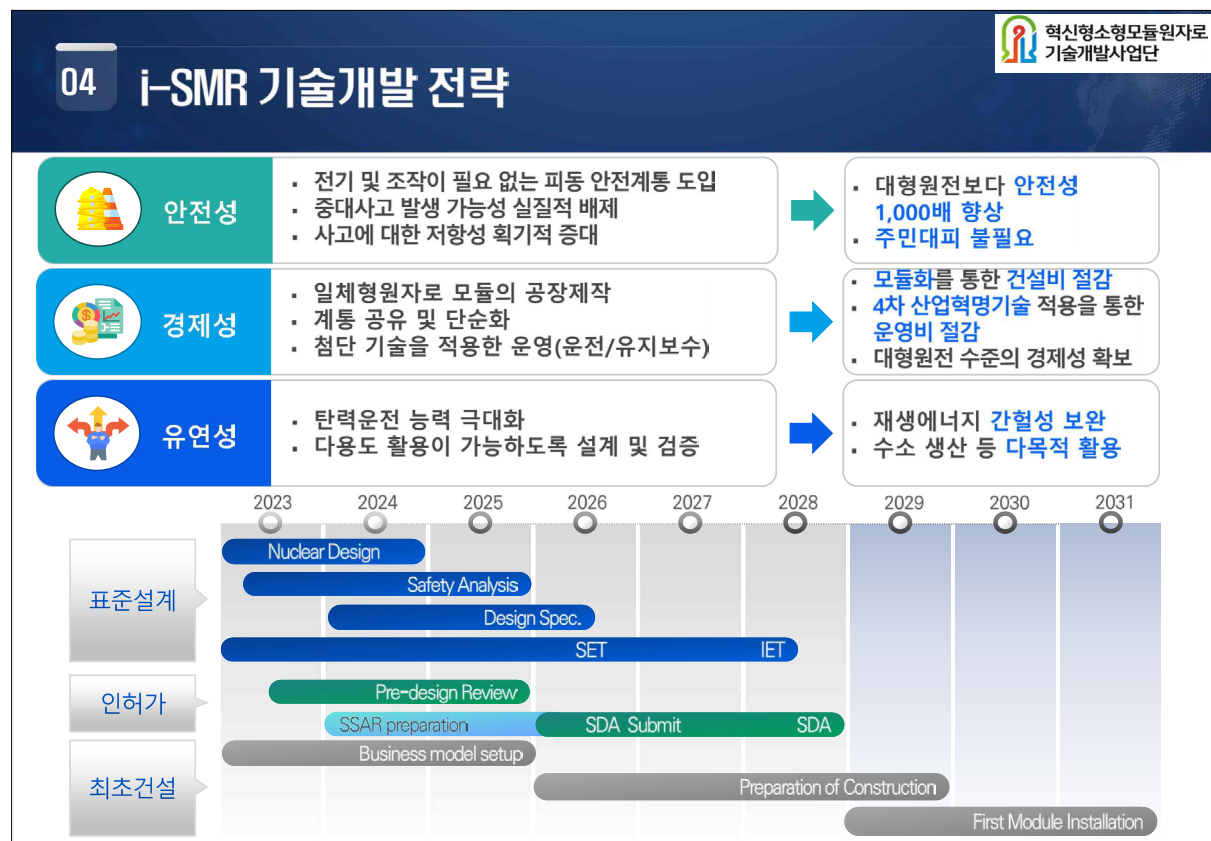 혁신형소형모듈원자로
기술개발사업단
04
i-SMR 기술개발 전략
안전성
▪ 전기 및 조작이 필요 없는 피동 안전계통 도입
▪ 중대사고 발생 가능성 실질적 배제
▪ 사고에 대한 저항성 획기적 증대
▪ 대형원전보다 안전성
1,000배 향상
▪ 주민대피 불필요
경제성
▪ 일체형원자로 모듈의 공장제작
▪ 계통 공유 및 단순화
▪ 첨단 기술을 적용한 운영(운전/유지보수)
▪ 모듈화를 통한 건설비 절감
▪ 4차 산업혁명기술 적용을 통한
운영비 절감
▪ 대형원전 수준의 경제성 확보
유연성
▪ 탄력운전 능력 극대화
▪ 다용도 활용이 가능하도록 설계 및 검증
▪ 재생에너지 간헐성 보완
▪ 수소 생산 등 다목적 활용
2023 2024 2025 2026 2027 2028 2029 2030 2031
표준설계
Nuclear Design
Safety Analysis
Design Spec.
SET IET
인허가
Pre-design Review
SSAR preparation SDA Submit SDA
최초건설
Business model setup
Preparation of Construction
First Module Installation